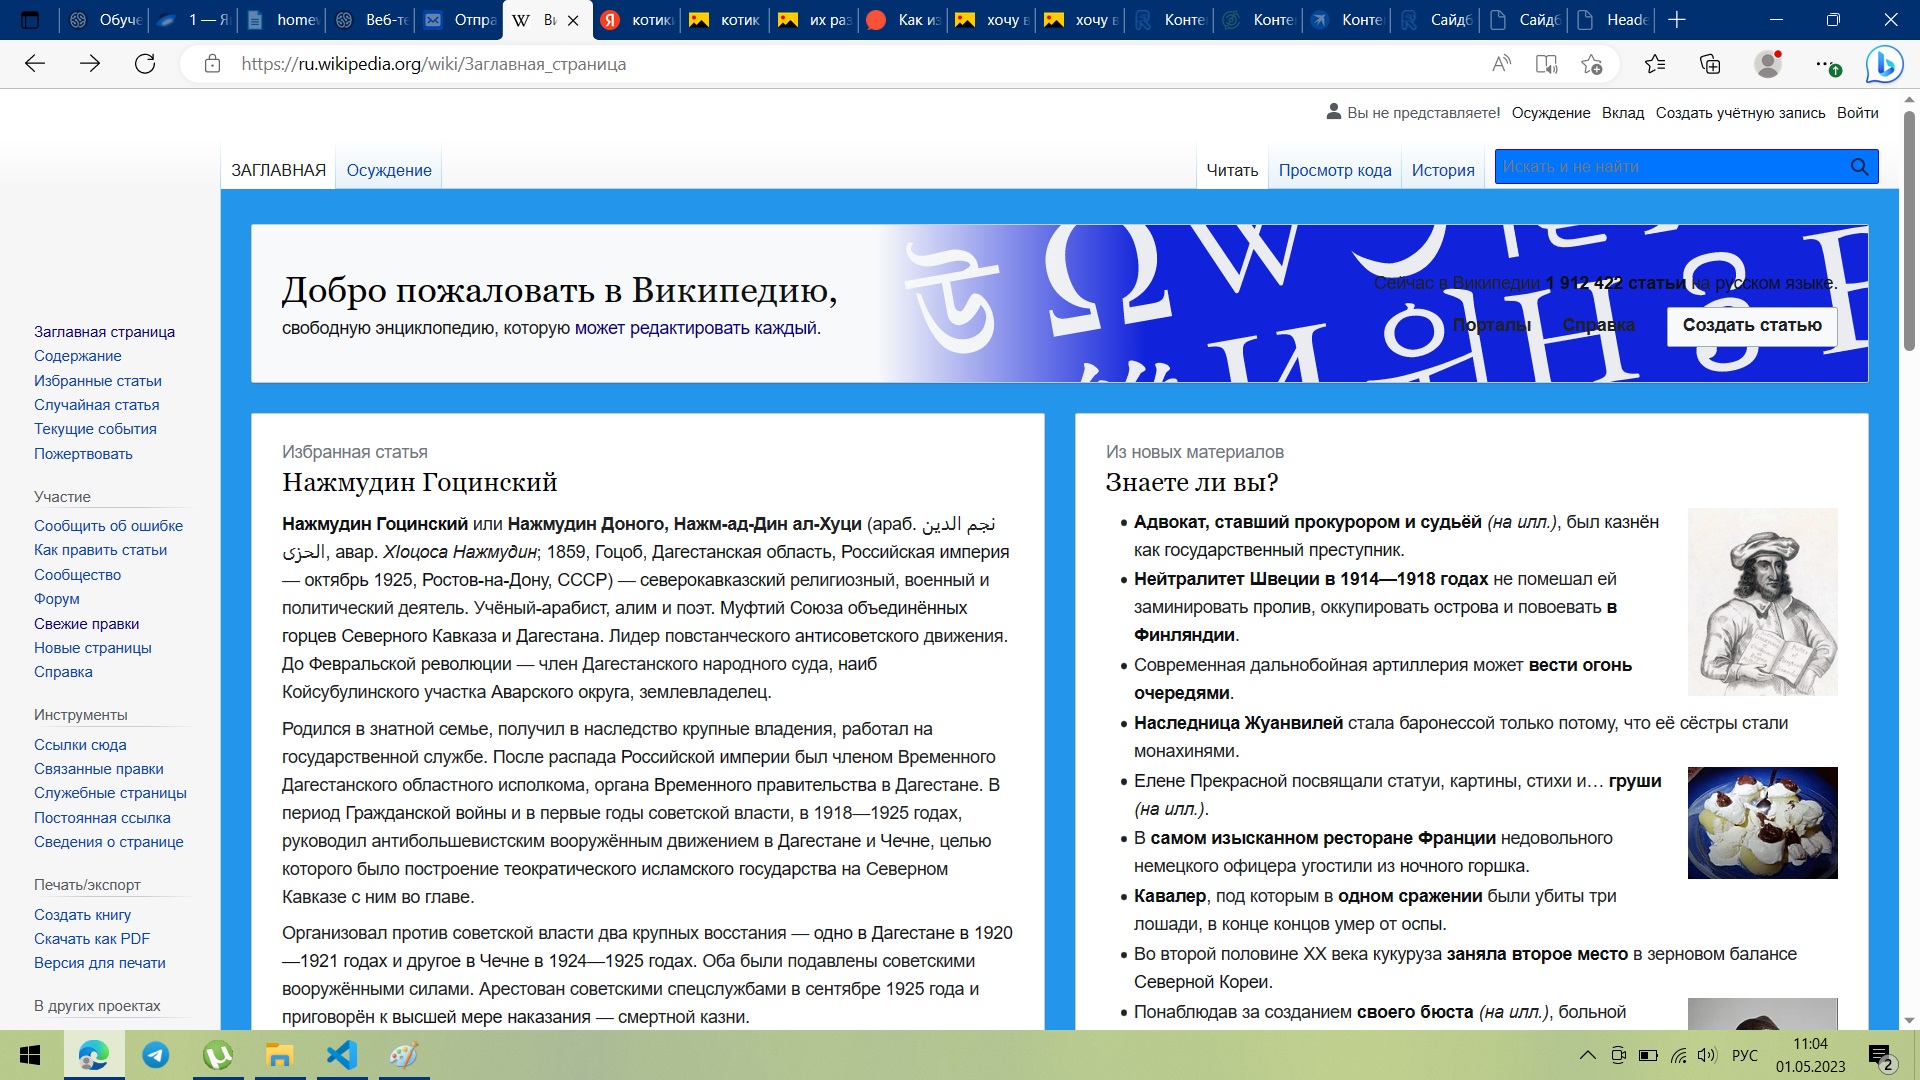 Обуче
1 — Я
home
Веб-те
Отпра
Ви
котик
котик
их раз
Как из
хочу в
хочу в
Конте
Конте
Конте
Сайдб
Сайдб
Heade
https://ru.wikipedia.org/wiki/Заглавная_страница
Вы не представляете! Осуждение Вклад Создать учётную запись Войти
ЗАГЛАВНАЯ Осуждение Читать Просмотр кода История Искать и не найти
Добро пожаловать в Википедию,
свободную энциклопедию, которую может редактировать каждый.
Сейчас в Википедии 1 912 422 статьи на русском языке.
Порталы Справка Создать статью
Заглавная страница
Содержание
Избранные статьи
Случайная статья
Текущие события
Пожертвовать
Участие
Сообщить об ошибке
Как править статьи
Сообщество
Форум
Свежие правки
Новые страницы
Справка
Инструменты
Ссылки сюда
Связанные правки
Служебные страницы
Постоянная ссылка
Сведения о странице
Печать/экспорт
Создать книгу
Скачать как PDF
Версия для печати
В других проектах
Избранная статья
Нажмудин Гоцинский
Нажмудин Гоцинский или Нажмудин Доного, Нажм-ад-Дин ал-Хуци (араб. نجم الدين
الحزى, авар. ХIоцоса Нажмудин; 1859, Гоцоб, Дагестанская область, Российская империя
— октябрь 1925, Ростов-на-Дону, СССР) — северокавказский религиозный, военный и
политический деятель. Учёный-арабист, алим и поэт. Муфтий Союза объединённых
горцев Северного Кавказа и Дагестана. Лидер повстанческого антисоветского движения.
До Февральской революции — член Дагестанского народного суда, наиб
Койсубулинского участка Аварского округа, землевладелец.
Родился в знатной семье, получил в наследство крупные владения, работал на
государственной службе. После распада Российской империи был членом Временного
Дагестанского областного исполкома, органа Временного правительства в Дагестане. В
период Гражданской войны и в первые годы советской власти, в 1918—1925 годах,
руководил антибольшевистским вооружённым движением в Дагестане и Чечне, целью
которого было построение теократического исламского государства на Северном
Кавказе с ним во главе.
Организовал против советской власти два крупных восстания — одно в Дагестане в 1920
—1921 годах и другое в Чечне в 1924—1925 годах. Оба были подавлены советскими
вооружёнными силами. Арестован советскими спецслужбами в сентябре 1925 года и
приговорён к высшей мере наказания — смертной казни.
Из новых материалов
Знаете ли вы?
Адвокат, ставший прокурором и судьёй (на илл.), был казнён
как государственный преступник.
Нейтралитет Швеции в 1914—1918 годах не помешал ей
заминировать пролив, оккупировать острова и повоевать в
Финляндии.
Современная дальнобойная артиллерия может вести огонь
очередями.
Наследница Жуанвилей стала баронессой только потому, что её сёстры стали
монахинями.
Елене Прекрасной посвящали статуи, картины, стихи и… груши
(на илл.).
В самом изысканном ресторане Франции недовольного
немецкого офицера угостили из ночного горшка.
Кавалер, под которым в одном сражении были убиты три
лошади, в конце концов умер от оспы.
Во второй половине XX века кукуруза заняла второе место в зерновом балансе
Северной Кореи.
Понаблюдав за созданием своего бюста (на илл.), больной
РУС
11:04
01.05.2023
2